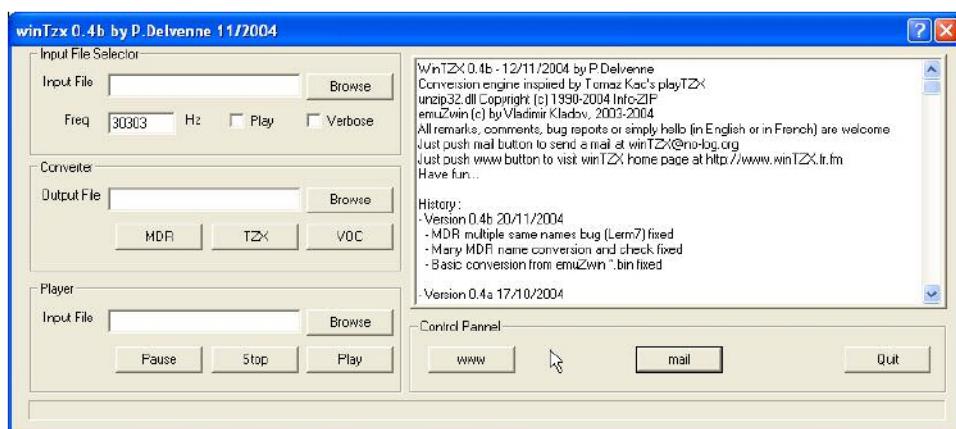 winTzx 0.4b by P.Delvenne 11/2004
Input File Selector
Input File
Browse
Freq
30303
Hz
Play
Verbose
Converter
Output File
Browse
MDR
TZX
VOC
Player
Input File
Browse
Pause
Stop
Play
WinTZX 0.4b - 12/11/2004 by P.Delvenne
Conversion engine inspired by Tomaz Kac's playTZX
unzip32.dll Copyright (c) 1990-2004 Info-ZIP
emuZwin (c) by Vladimir Kladov, 2003-2004
All remarks, comments, bug reports or simply hello (in English or in French) are welcome
Just push mail button to send a mail at winTZX@no-log.org
Just push www button to visit winTZX home page at http://www.winTZX.fr.fm
Have fun...
History :
- Version 0.4b 20/11/2004
- MDR multiple same names bug (Lerm7) fixed
- Many MDR name conversion and check fixed
- Basic conversion from emuZwin *.bin fixed
- Version 0.4a 17/10/2004
Control Pannel
www
mail
Quit